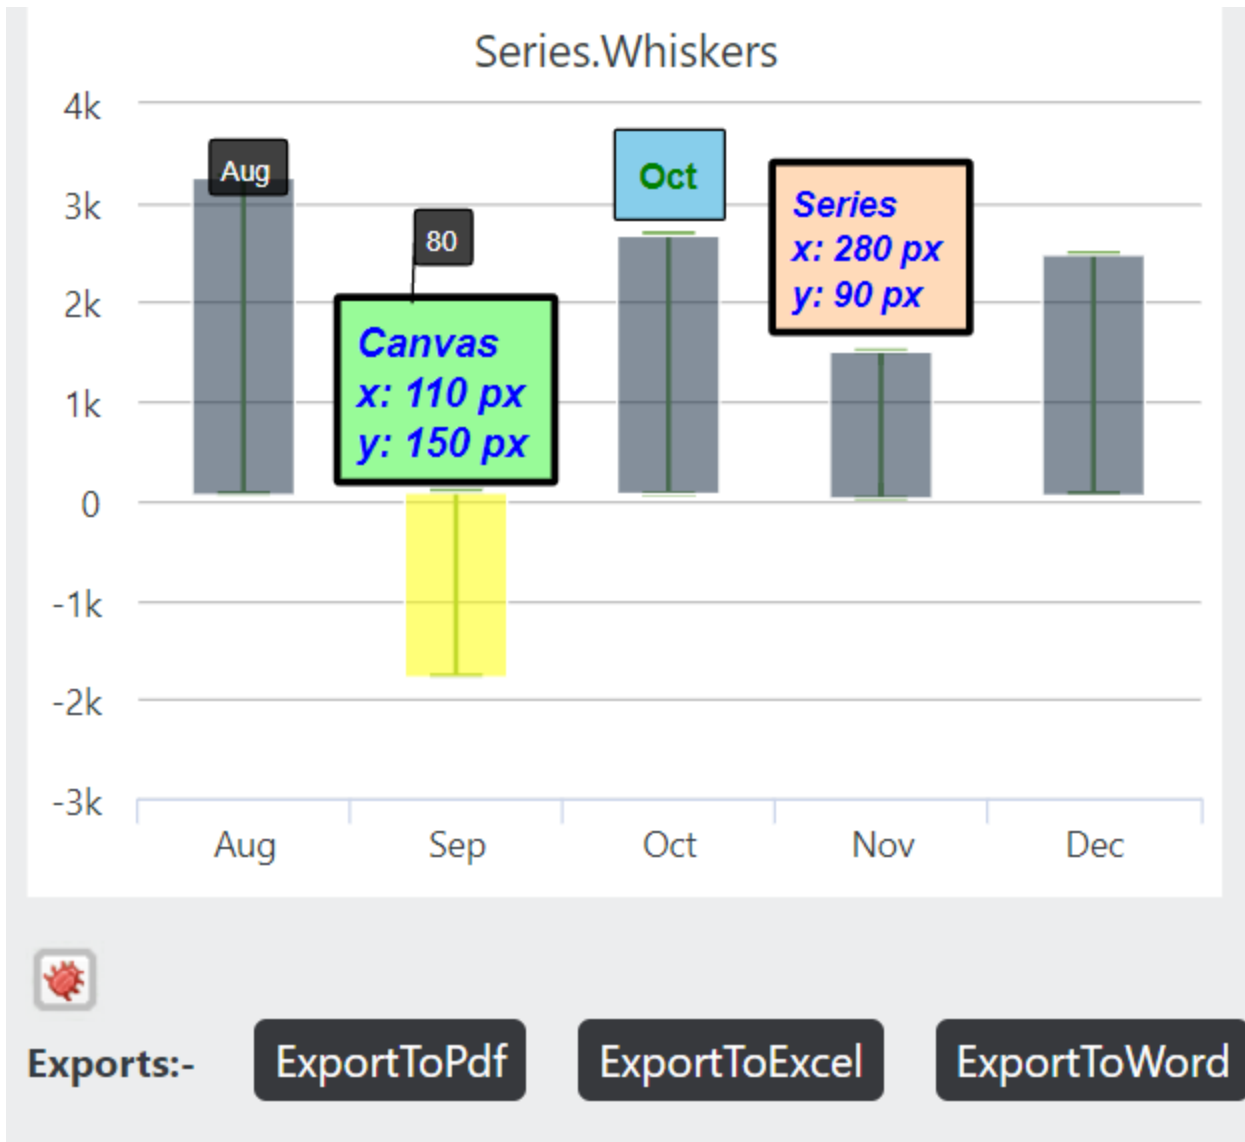 Series.Whiskers
4k
3k
2k
1k
0
-1k
-2k
-3k
Aug
80
Canvas
x: 110 px
y: 150 px
Oct
Series
x: 280 px
y: 90 px
Aug
Sep
Oct
Nov
Dec
Exports:-
ExportToPdf
ExportToExcel
ExportToWord